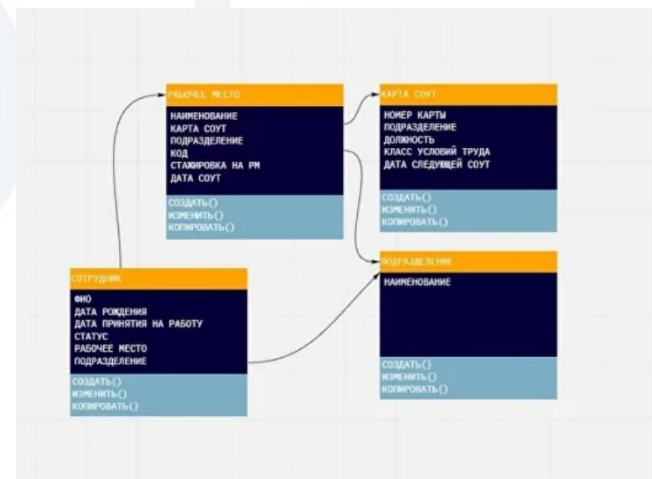 РАБОЧЕЕ МЕСТО
НАИМЕНОВАНИЕ
КАРТА СОУТ
ПОДРАЗДЕЛЕНИЕ
КОД
СТАЖИРОВКА НА РМ
ДАТА СОУТ
СОЗДАТЬ()
ИЗМЕНИТЬ()
КОПИРОВАТЬ()
КАРТА СОУТ
НОМЕР КАРТЫ
ПОДРАЗДЕЛЕНИЕ
ДОЛЖНОСТЬ
КЛАСС УСЛОВИЙ ТРУДА
ДАТА СЛЕДУЮЩЕЙ СОУТ
СОЗДАТЬ()
ИЗМЕНИТЬ()
КОПИРОВАТЬ()
СОТРУДНИК
ФИО
ДАТА РОЖДЕНИЯ
ДАТА ПРИНЯТИЯ НА РАБОТУ
СТАТУС
РАБОЧЕЕ МЕСТО
ПОДРАЗДЕЛЕНИЕ
СОЗДАТЬ()
ИЗМЕНИТЬ()
КОПИРОВАТЬ()
ПОДРАЗДЕЛЕНИЕ
НАИМЕНОВАНИЕ
СОЗДАТЬ()
ИЗМЕНИТЬ()
КОПИРОВАТЬ()